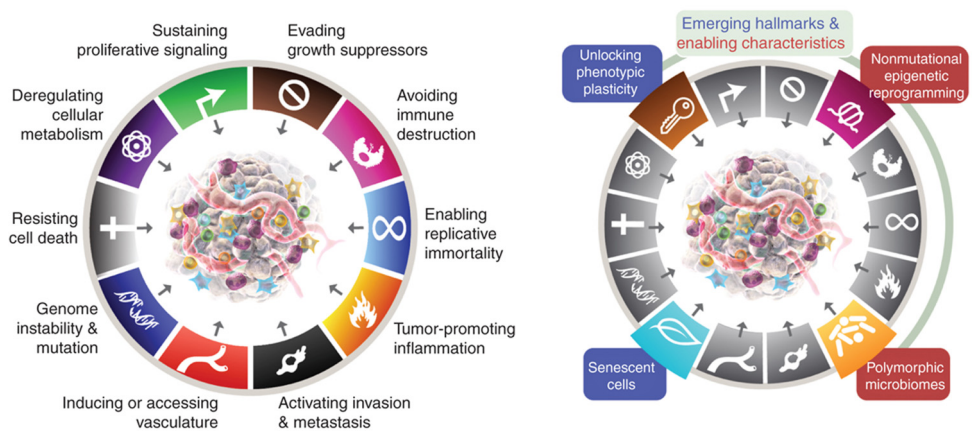 Sustaining
proliferative signaling
Evading
growth suppressors
Deregulating
cellular
metabolism
Avoiding
immune
destruction
Resisting
cell death
Enabling
replicative
immortality
Genome
instability &
mutation
Tumor-promoting
inflammation
Inducing or accessing
vasculature
Activating invasion
& metastasis
Emerging hallmarks &
enabling characteristics
Unlocking
phenotypic
plasticity
Nonmutational
epigenetic
reprogramming
Senescent
cells
Polymorphic
microbiomes